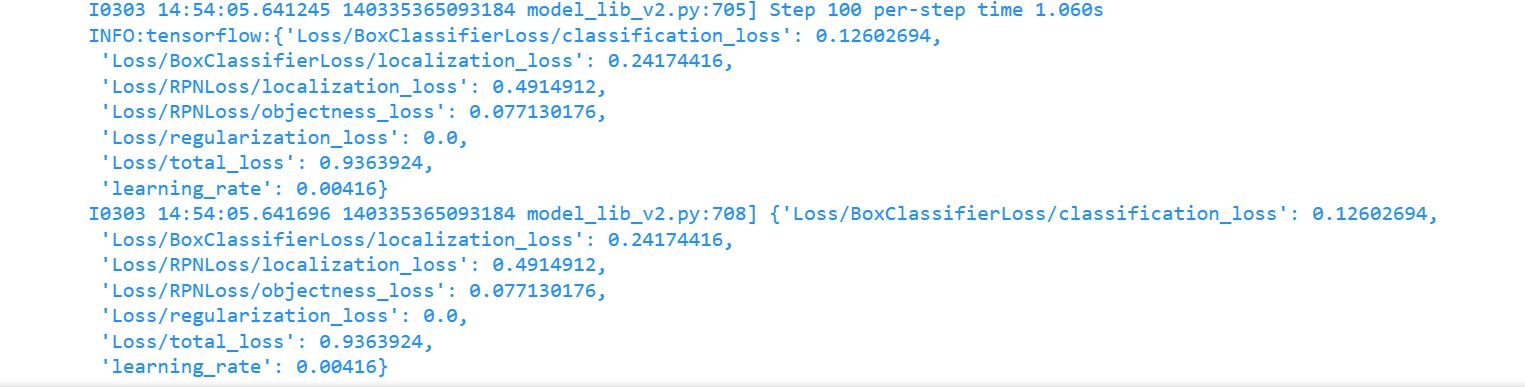 I0303 14:54:05.641245 140335365093184 model_lib_v2.py:705] Step 100 per-step time 1.060s
INFO:tensorflow:{'Loss/BoxClassifierLoss/classification_loss': 0.12602694,
 'Loss/BoxClassifierLoss/localization_loss': 0.24174416,
 'Loss/RPNLoss/localization_loss': 0.4914912,
 'Loss/RPNLoss/objectness_loss': 0.077130176,
 'Loss/regularization_loss': 0.0,
 'Loss/total_loss': 0.9363924,
 'learning_rate': 0.00416}
I0303 14:54:05.641696 140335365093184 model_lib_v2.py:708] {'Loss/BoxClassifierLoss/classification_loss': 0.12602694,
 'Loss/BoxClassifierLoss/localization_loss': 0.24174416,
 'Loss/RPNLoss/localization_loss': 0.4914912,
 'Loss/RPNLoss/objectness_loss': 0.077130176,
 'Loss/regularization_loss': 0.0,
 'Loss/total_loss': 0.9363924,
 'learning_rate': 0.00416}